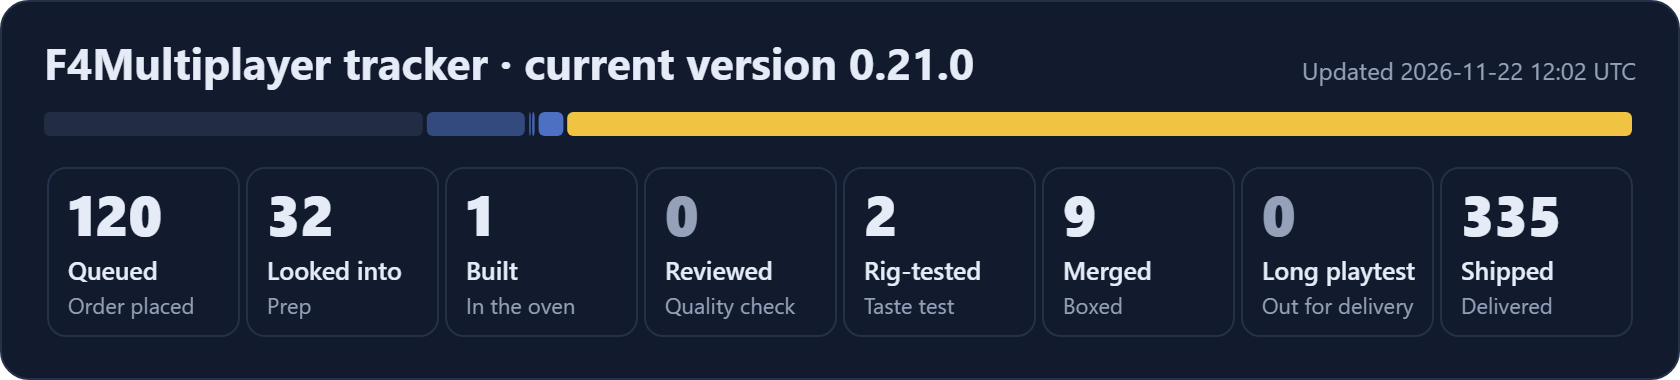 F4Multiplayer tracker · current version 0.21.0
Updated 2026-11-22 12:02 UTC
120
Queued
Order placed
32
Looked into
Prep
1
Built
In the oven
0
Reviewed
Quality check
2
Rig-tested
Taste test
9
Merged
Boxed
0
Long playtest
Out for delivery
335
Shipped
Delivered